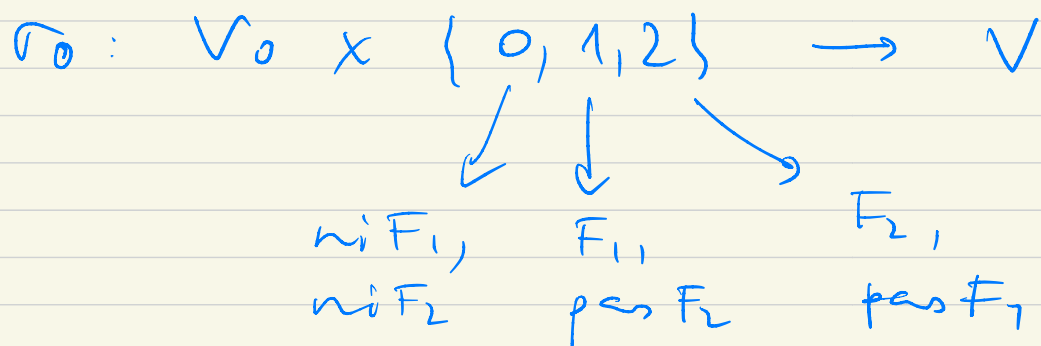 σ₀ : V₀ × { 0, 1, 2 } → V
ni F₁, F₁, F₂,
ni F₂ pas F₂ pas F₁